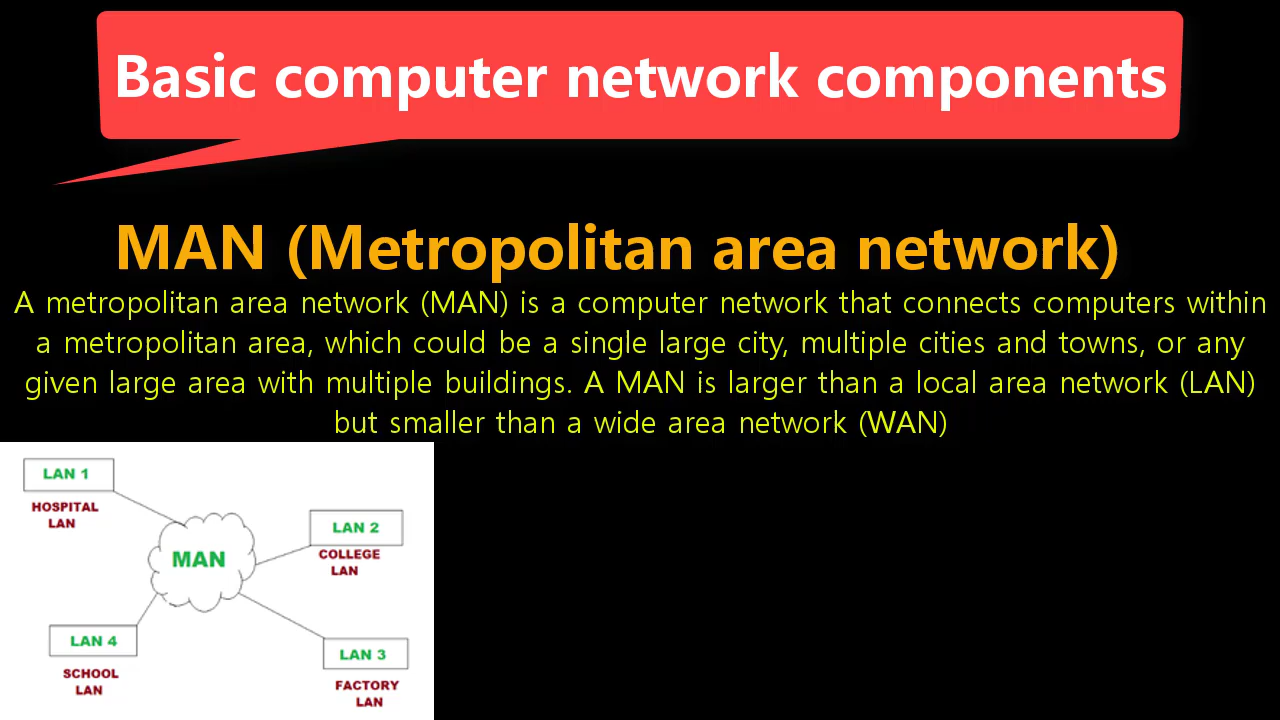 Basic computer network components
MAN (Metropolitan area network)
A metropolitan area network (MAN) is a computer network that connects computers within
a metropolitan area, which could be a single large city, multiple cities and towns, or any
given large area with multiple buildings. A MAN is larger than a local area network (LAN)
but smaller than a wide area network (WAN)
LAN 1
HOSPITAL
LAN
LAN 2
COLLEGE
LAN
MAN
LAN 4
SCHOOL
LAN
LAN 3
FACTORY
LAN